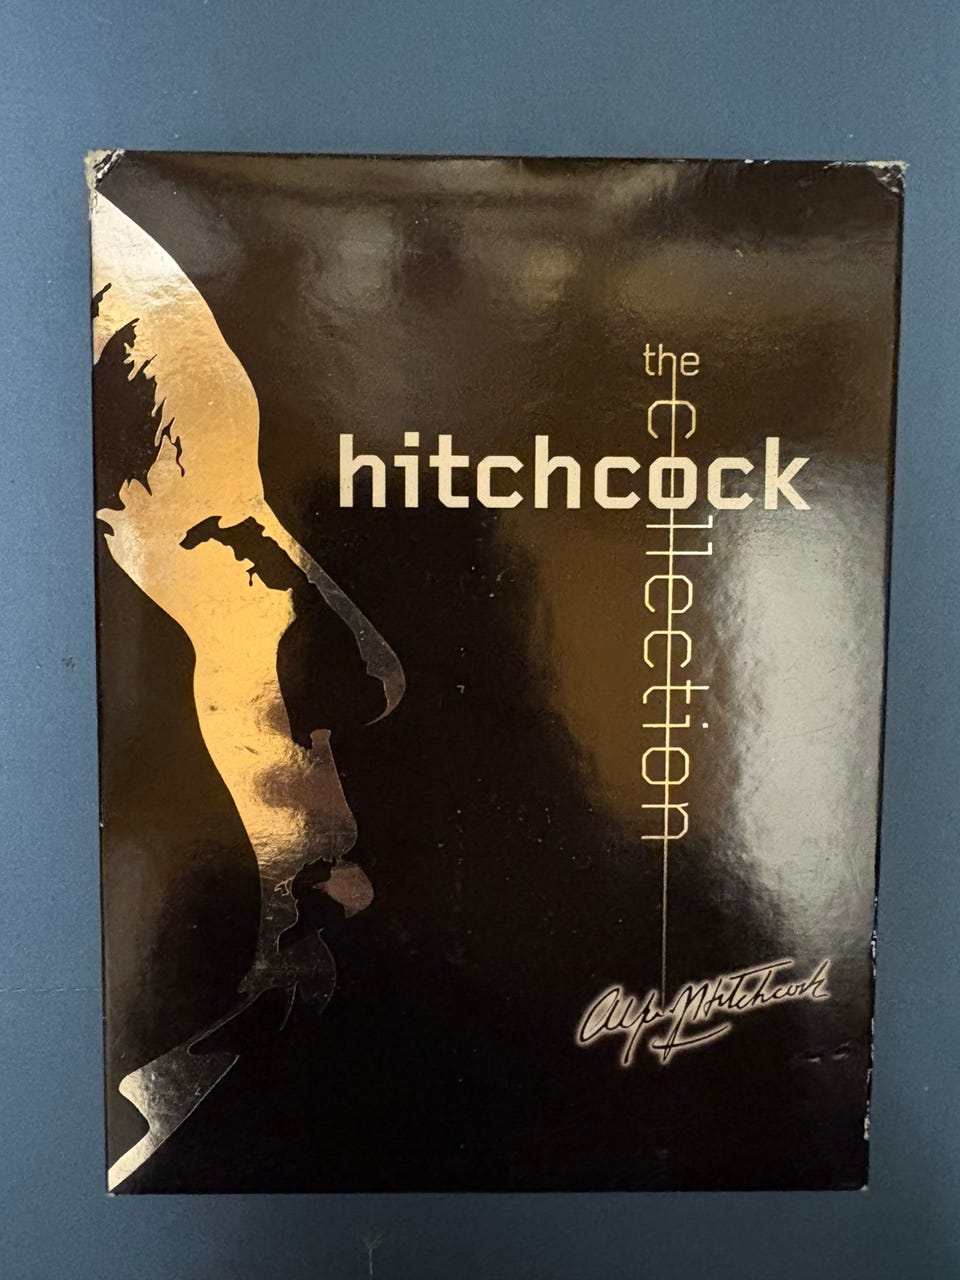 the
hitchcock
collection
Alfred Hitchcock